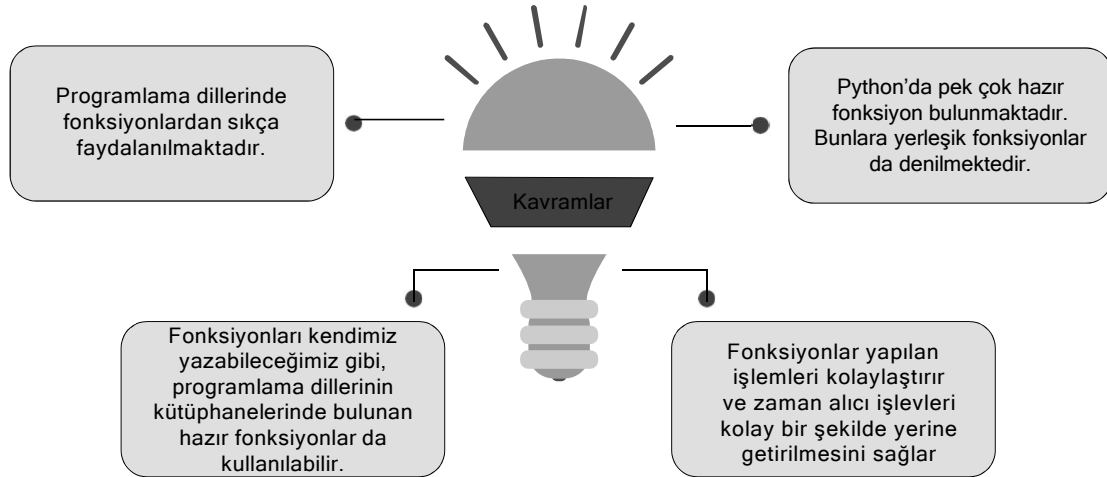 Programlama dillerinde
fonksiyonlardan sıkça
faydalanılmaktadır.
Python’da pek çok hazır
fonksiyon bulunmaktadır.
Bunlara yerleşik fonksiyonlar
da denilmektedir.
Kavramlar
Fonksiyonları kendimiz
yazabileceğimiz gibi,
programlama dillerinin
kütüphanelerinde bulunan
hazır fonksiyonlar da
kullanılabilir.
Fonksiyonlar yapılan
işlemleri kolaylaştırır
ve zaman alıcı işlevleri
kolay bir şekilde yerine
getirilmesini sağlar